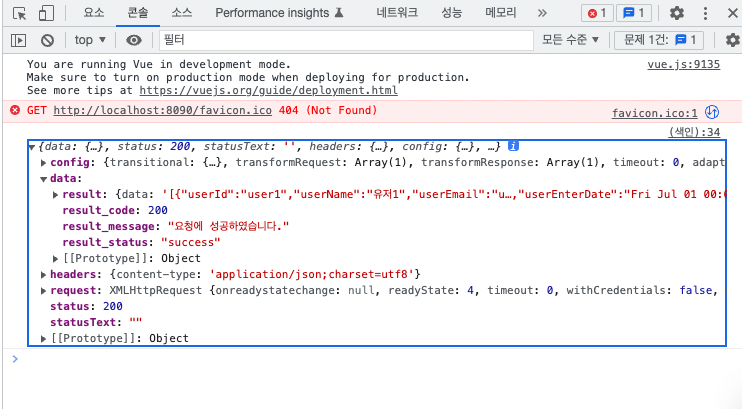 요소 콘솔 소스 Performance insights 네트워크 성능 메모리 » 1 1
top 필터 모든 수준 문제 1건: 1
You are running Vue in development mode. vue.js:9135
Make sure to turn on production mode when deploying for production.
See more tips at https://vuejs.org/guide/deployment.html
GET http://localhost:8090/favicon.ico 404 (Not Found) favicon.ico:1
(색인):34
{data: {…}, status: 200, statusText: '', headers: {…}, config: {…}, …}
config: {transitional: {…}, transformRequest: Array(1), transformResponse: Array(1), timeout: 0, adapt
data:
result: {data: '[{"userId":"user1","userName":"유저1","userEmail":"u…,"userEnterDate":"Fri Jul 01 00:
result_code: 200
result_message: "요청에 성공하였습니다."
result_status: "success"
[[Prototype]]: Object
headers: {content-type: 'application/json;charset=utf8'}
request: XMLHttpRequest {onreadystatechange: null, readyState: 4, timeout: 0, withCredentials: false,
status: 200
statusText: ""
[[Prototype]]: Object